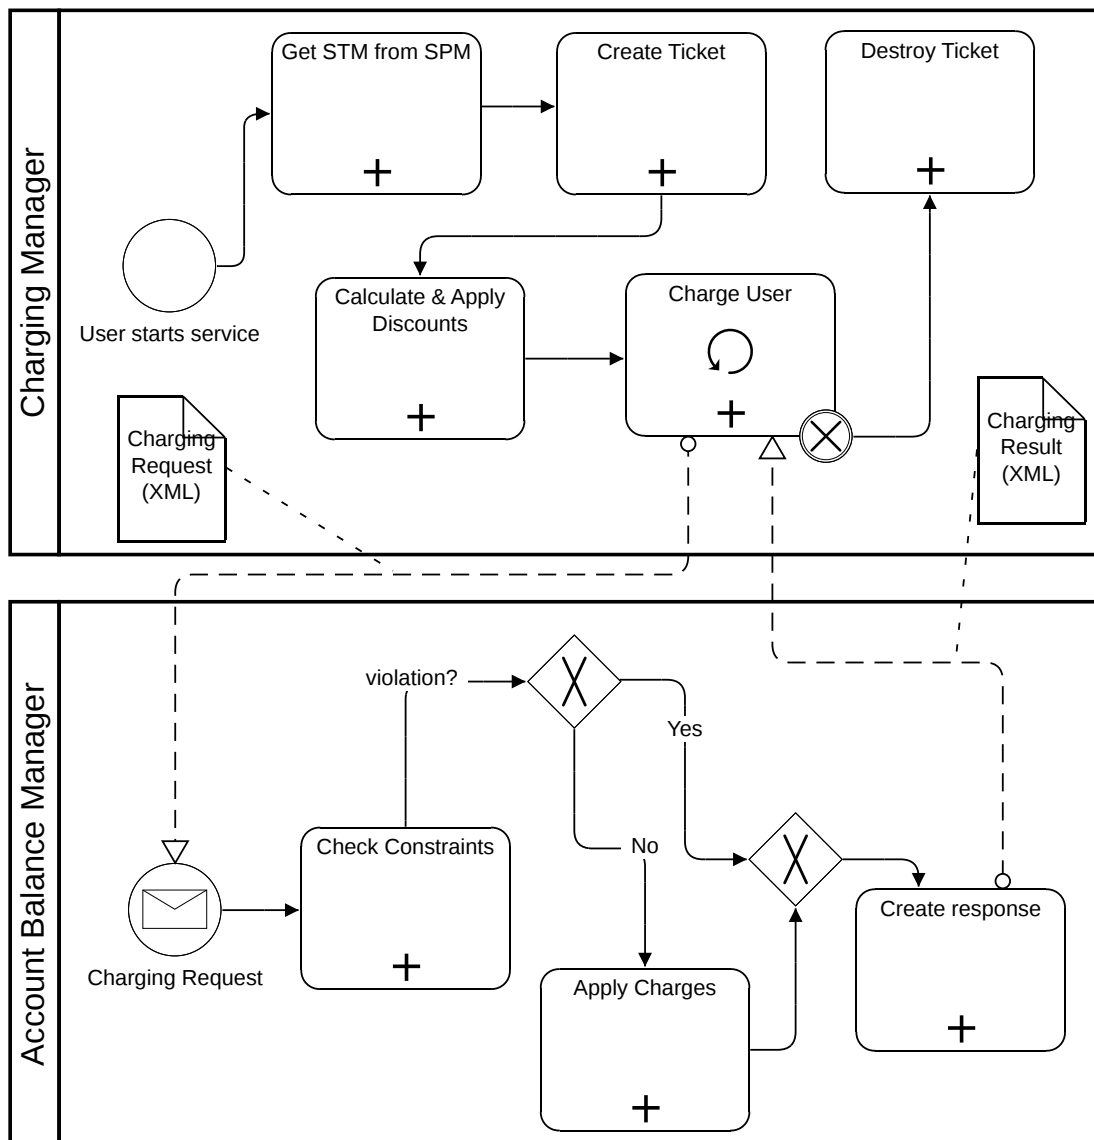 Charging Manager
Get STM from SPM
Create Ticket
Destroy Ticket
User starts service
Calculate & Apply
Discounts
Charge User
Charging
Request
(XML)
Charging
Result
(XML)
Account Balance Manager
violation?
Yes
No
Check Constraints
Charging Request
Apply Charges
Create response